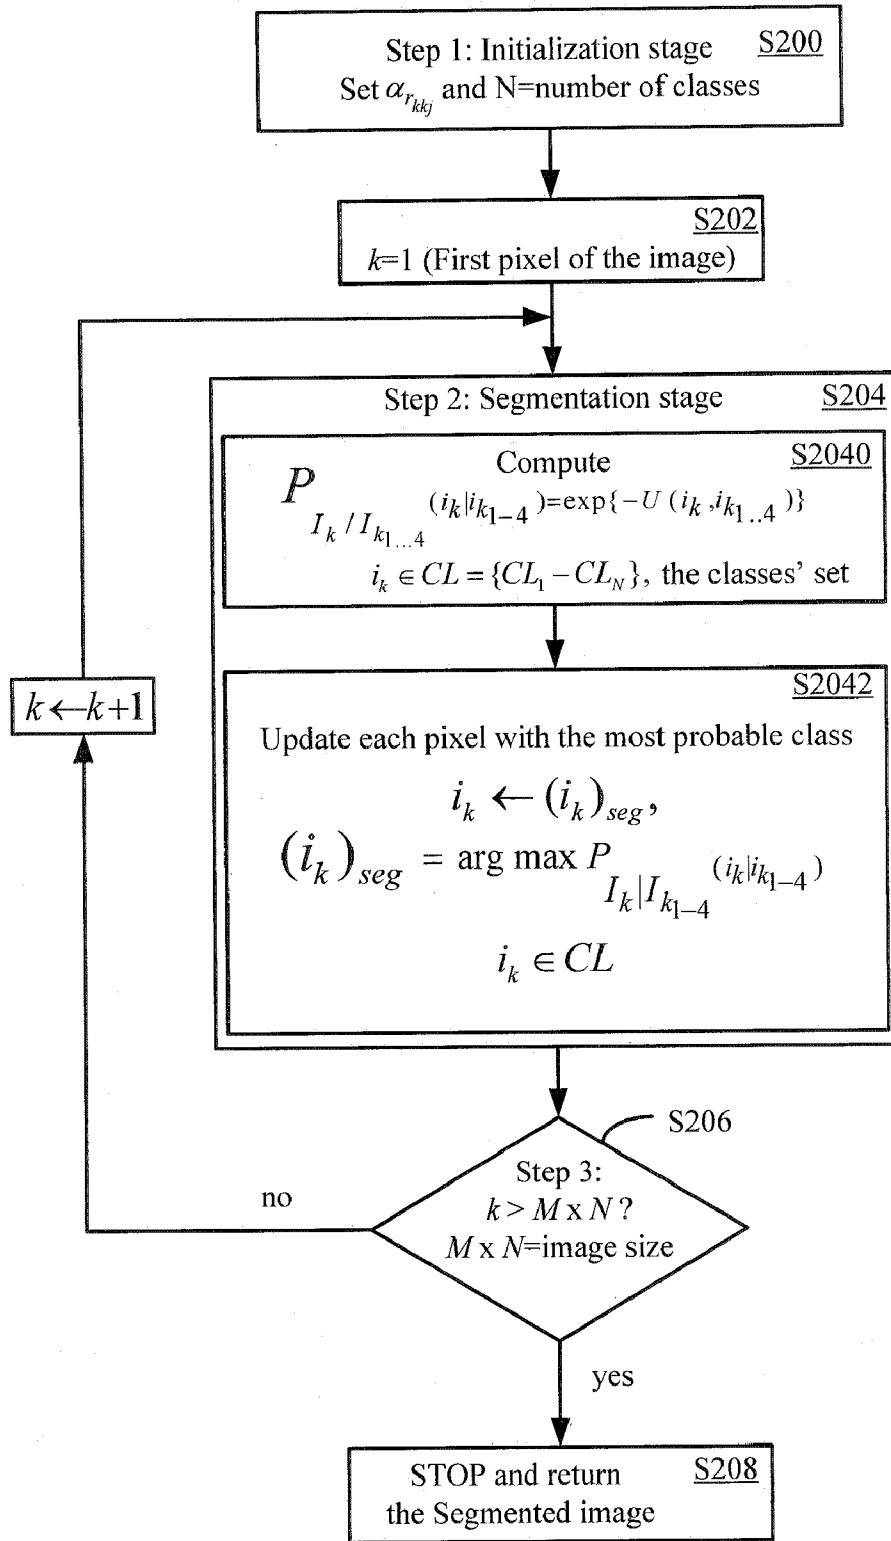 Step 1: Initialization stage S200
Set α_{r_{kkj}} and N=number of classes
S202
k=1 (First pixel of the image)
Step 2: Segmentation stage S204
Compute S2040
P_{I_k / I_{k_{1...4}}} (i_k|i_{k_{1-4}})=exp{-U (i_k ,i_{k_{1..4}})}
i_k ∈ CL = {CL_1 - CL_N}, the classes’ set
S2042
k ← k+1
Update each pixel with the most probable class
i_k ← (i_k)_{seg},
(i_k)_{seg} = arg max P_{I_k|I_{k_{1-4}}} (i_k|i_{k_{1-4}})
i_k ∈ CL
S206
Step 3:
k > M x N ?
M x N=image size
no
yes
STOP and return S208
the Segmented image